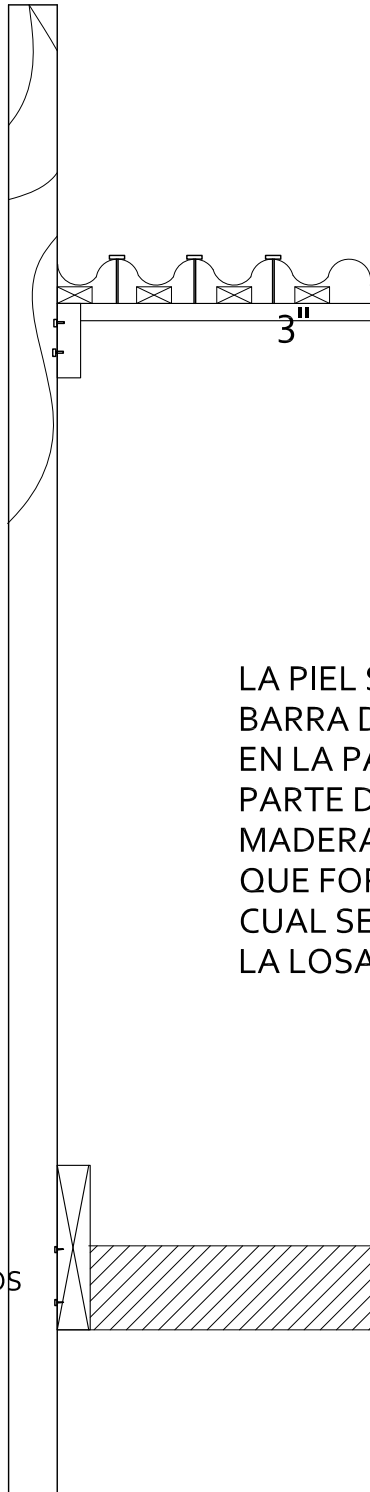 3"
LA PIEL S
BARRA D
EN LA PA
PARTE D
MADERA
QUE FOR
CUAL SE
LA LOSA
OS